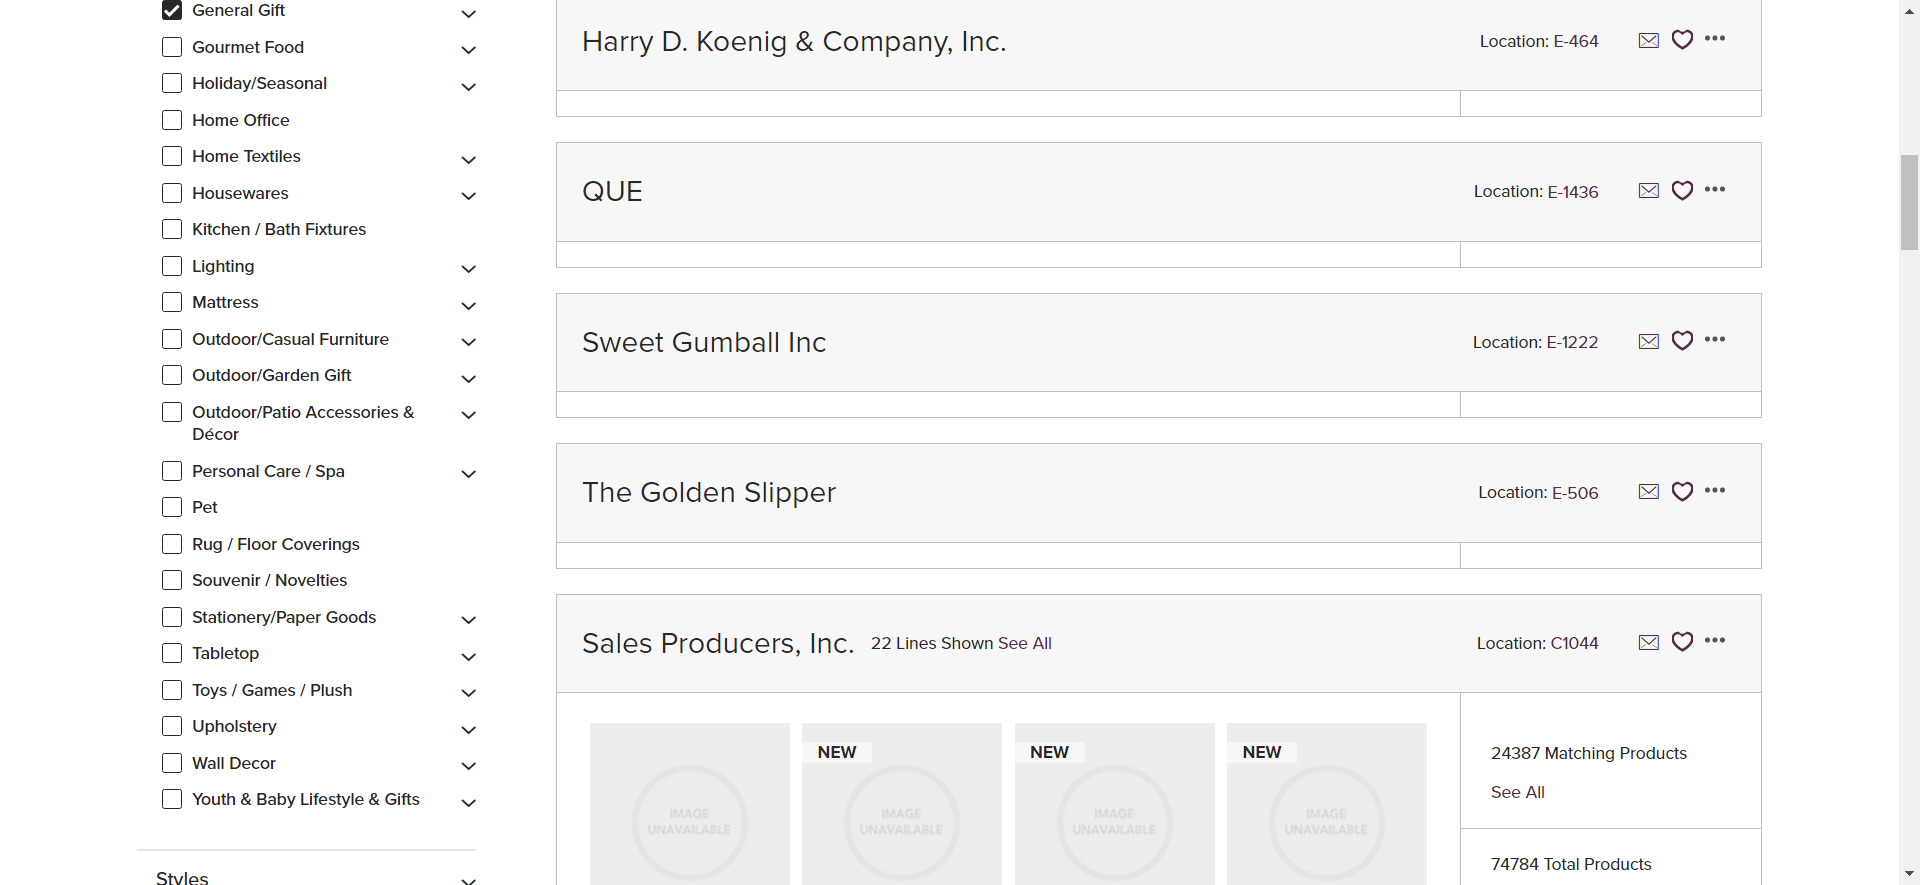 General Gift
Gourmet Food
Holiday/Seasonal
Home Office
Home Textiles
Housewares
Kitchen / Bath Fixtures
Lighting
Mattress
Outdoor/Casual Furniture
Outdoor/Garden Gift
Outdoor/Patio Accessories &
Décor
Personal Care / Spa
Pet
Rug / Floor Coverings
Souvenir / Novelties
Stationery/Paper Goods
Tabletop
Toys / Games / Plush
Upholstery
Wall Decor
Youth & Baby Lifestyle & Gifts
Styles
Harry D. Koenig & Company, Inc.
Location: E-464
QUE
Location: E-1436
Sweet Gumball Inc
Location: E-1222
The Golden Slipper
Location: E-506
Sales Producers, Inc. 22 Lines Shown See All
Location: C1044
IMAGE
UNAVAILABLE
NEW
IMAGE
UNAVAILABLE
NEW
IMAGE
UNAVAILABLE
NEW
IMAGE
UNAVAILABLE
24387 Matching Products
See All
74784 Total Products